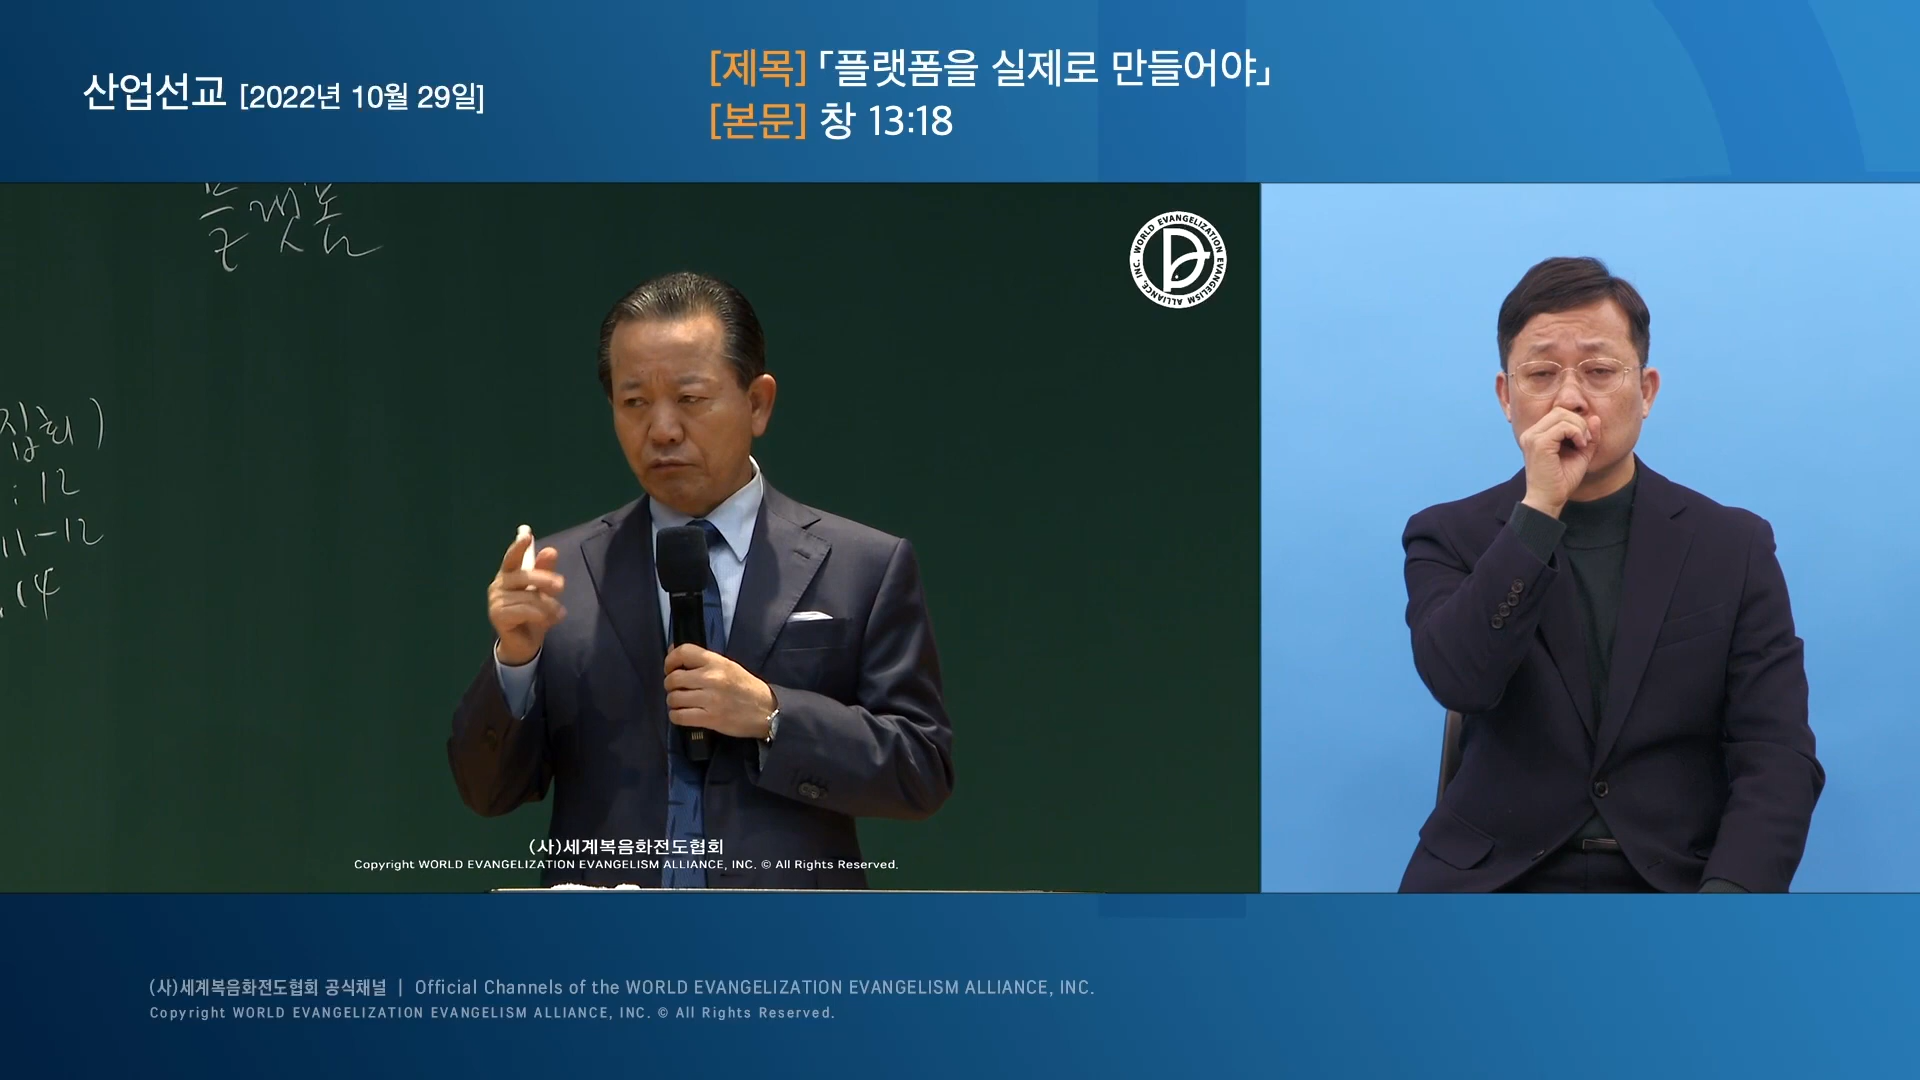 산업선교 [2022년 10월 29일]
[제목] 「플랫폼을 실제로 만들어야」
[본문] 창 13:18
플랫폼
집회)
:12
11-12
.14
WORLD EVANGELIZATION EVANGELISM ALLIANCE, INC.
(사)세계복음화전도협회
Copyright WORLD EVANGELIZATION EVANGELISM ALLIANCE, INC. © All Rights Reserved.
(사)세계복음화전도협회 공식채널 | Official Channels of the WORLD EVANGELIZATION EVANGELISM ALLIANCE, INC.
Copyright WORLD EVANGELIZATION EVANGELISM ALLIANCE, INC. © All Rights Reserved.